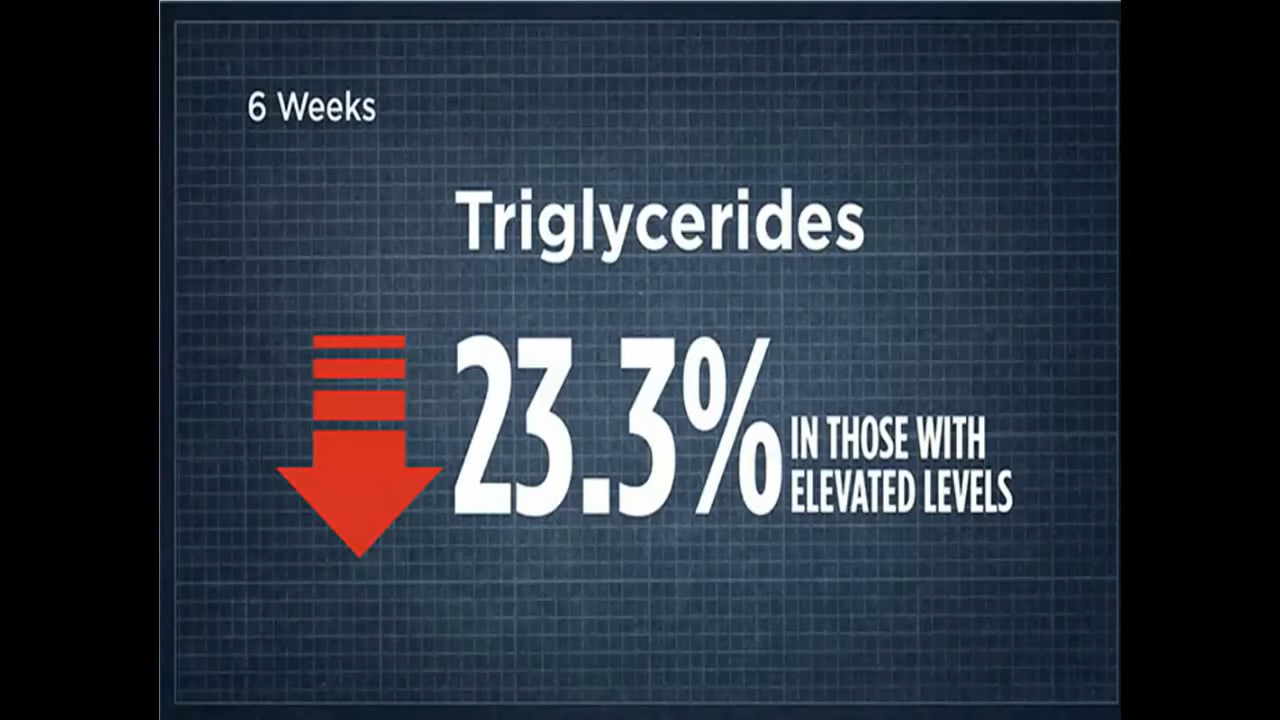 6 Weeks
Triglycerides
23.3%
IN THOSE WITH
ELEVATED LEVELS